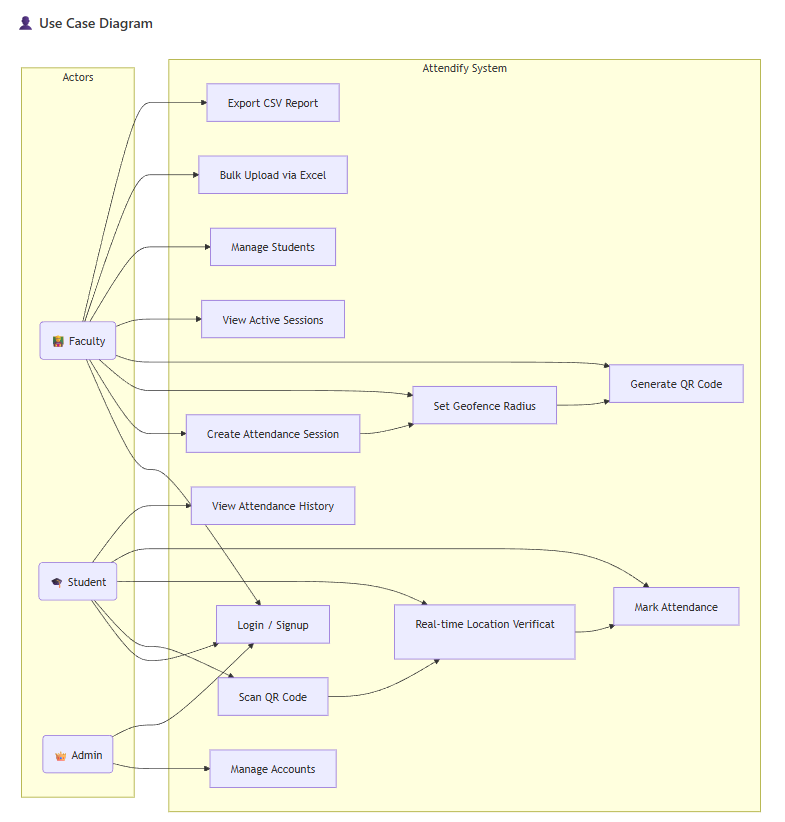 Use Case Diagram
Actors
Attendify System
Export CSV Report
Bulk Upload via Excel
Manage Students
View Active Sessions
Faculty
Generate QR Code
Set Geofence Radius
Create Attendance Session
View Attendance History
Student
Mark Attendance
Login / Signup
Real-time Location Verificat
Scan QR Code
Admin
Manage Accounts